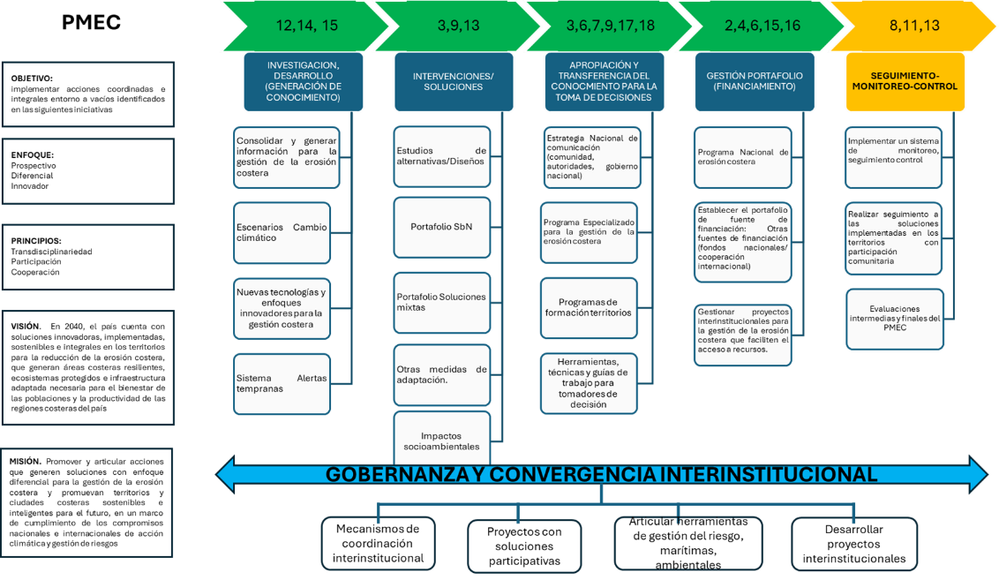 PMEC
12,14, 15
3,9,13
3,6,7,9,17,18
2,4,6,15,16
8,11,13
OBJETIVO:
implementar acciones coordinadas e
integrales entorno a vacíos identificados
en las siguientes iniciativas
ENFOQUE:
Prospectivo
Diferencial
Innovador
PRINCIPIOS:
Transdisciplinariedad
Participación
Cooperación
VISIÓN. En 2040, el país cuenta con
soluciones innovadoras, implementadas,
sostenibles e integrales en los territorios
para la reducción de la erosión costera,
que generan áreas costeras resilientes,
ecosistemas protegidos e infraestructura
adaptada necesaria para el bienestar de
las poblaciones y la productividad de las
regiones costeras del país
MISIÓN. Promover y articular acciones
que generen soluciones con enfoque
diferencial para la gestión de la erosión
costera y promuevan territorios y
ciudades costeras sostenibles e
inteligentes para el futuro, en un marco
de cumplimiento de los compromisos
nacionales e internacionales de acción
climática y gestión de riesgos
INVESTIGACION,
DESARROLLO
(GENERACIÓN DE
CONOCIMIENTO)
Consolidar y generar
información para la
gestión de la erosión
costera
Escenarios Cambio
climático
Nuevas tecnologías y
enfoques
innovadores para la
gestión costera
Sistema Alertas
tempranas
INTERVENCIONES/
SOLUCIONES
Estudios de
alternativas/Diseños
Portafolio SbN
Portafolio Soluciones
mixtas
Otras medidas de
adaptación.
Impactos
socioambientales
APROPIACIÓN Y
TRANSFERENCIA DEL
CONOCMIENTO PARA LA
TOMA DE DECISIONES
Estrategia Nacional de
comunicación
(comunidad,
autoridades, gobierno
nacional)
Programa Especializado
para la gestión de la
erosión costera
Programas de
formación territorios
Herramientas,
técnicas y guías de
trabajo para
tomadores de
decisión
GESTIÓN PORTAFOLIO
(FINANCIAMIENTO)
Programa Nacional de
erosión costera
Establecer el portafolio
de fuente de
financiación: Otras
fuentes de financiación
(fondos nacionales/
cooperación
internacional)
Gestionar proyectos
interinstitucionales para
la gestión de la erosión
costera que faciliten el
acceso a recursos.
SEGUIMIENTO-
MONITOREO-CONTROL
Implementar un sistema
de monitoreo,
seguimiento control
Realizar seguimiento a
las soluciones
implementadas en los
territorios con
participación
comunitaria
Evaluaciones
intermedias y finales del
PMEC
GOBERNANZA Y CONVERGENCIA INTERINSTITUCIONAL
Mecanismos de
coordinación
interinstitucional
Proyectos con
soluciones
participativas
Articular herramientas
de gestión del riesgo,
marítimas,
ambientales
Desarrollar
proyectos
interinstitucionales